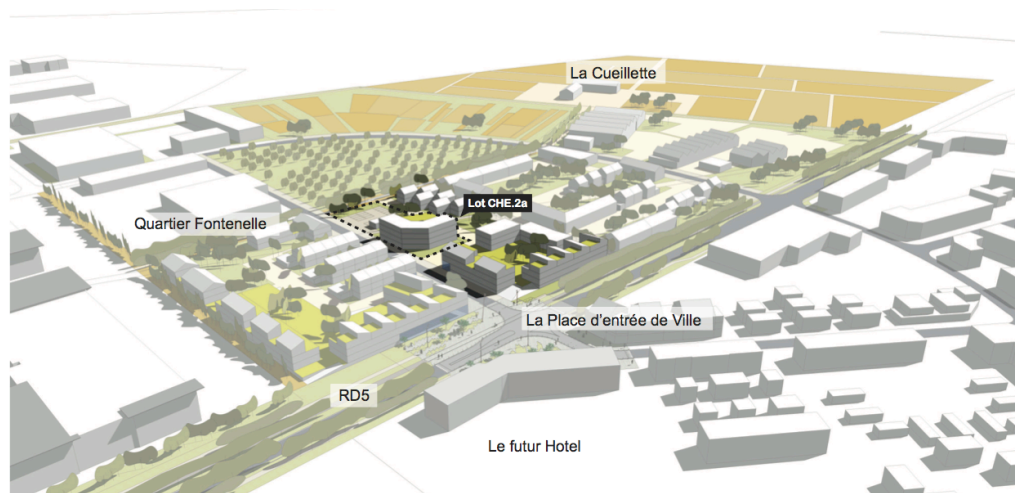 La Cueillette
Lot CHE.2a
Quartier Fontenelle
La Place d'entrée de Ville
RD5
Le futur Hotel